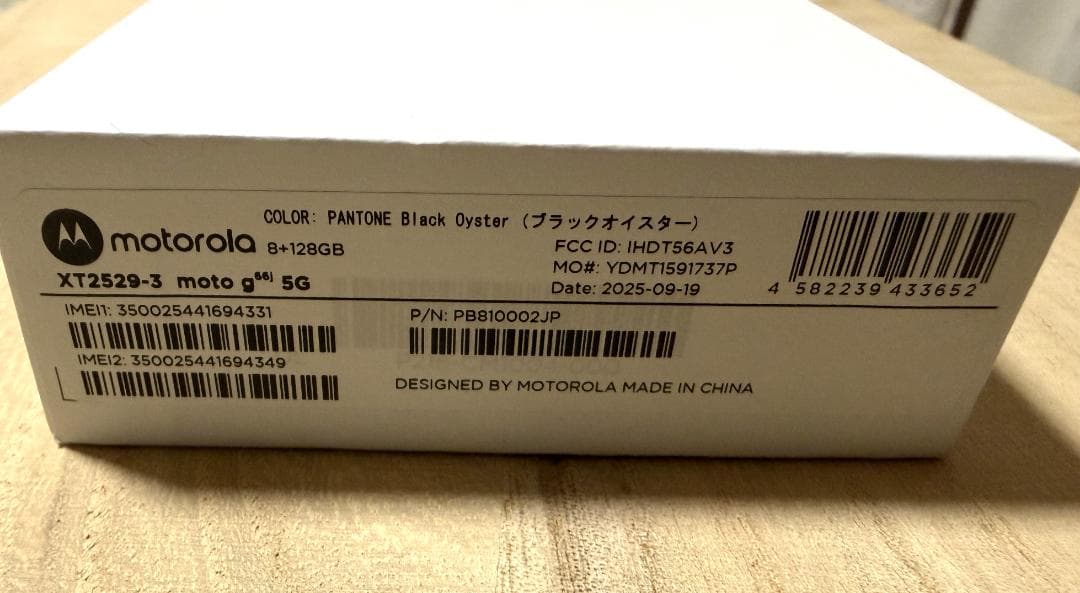 COLOR: PANTONE Black Oyster (ブラックオイスター)
motorola 8+128GB
XT2529-3 moto g66j 5G
FCC ID: IHDT56AV3
MO#: YDMT1591737P
Date: 2025-09-19
4 582239 433652
IMEI1: 350025441694331
IMEI2: 350025441694349
P/N: PB810002JP
DESIGNED BY MOTOROLA MADE IN CHINA